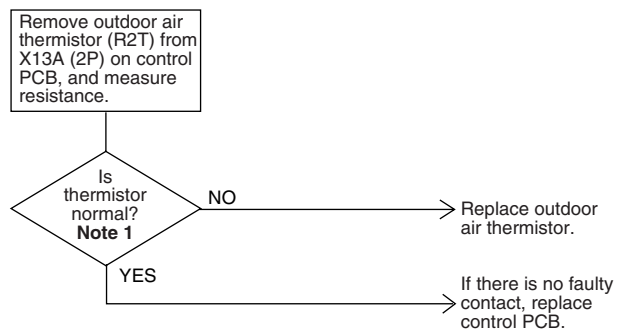 Remove outdoor air
thermistor (R2T) from
X13A (2P) on control
PCB, and measure
resistance.
Is
thermistor
normal?
Note 1
NO
Replace outdoor
air thermistor.
YES
If there is no faulty
contact, replace
control PCB.